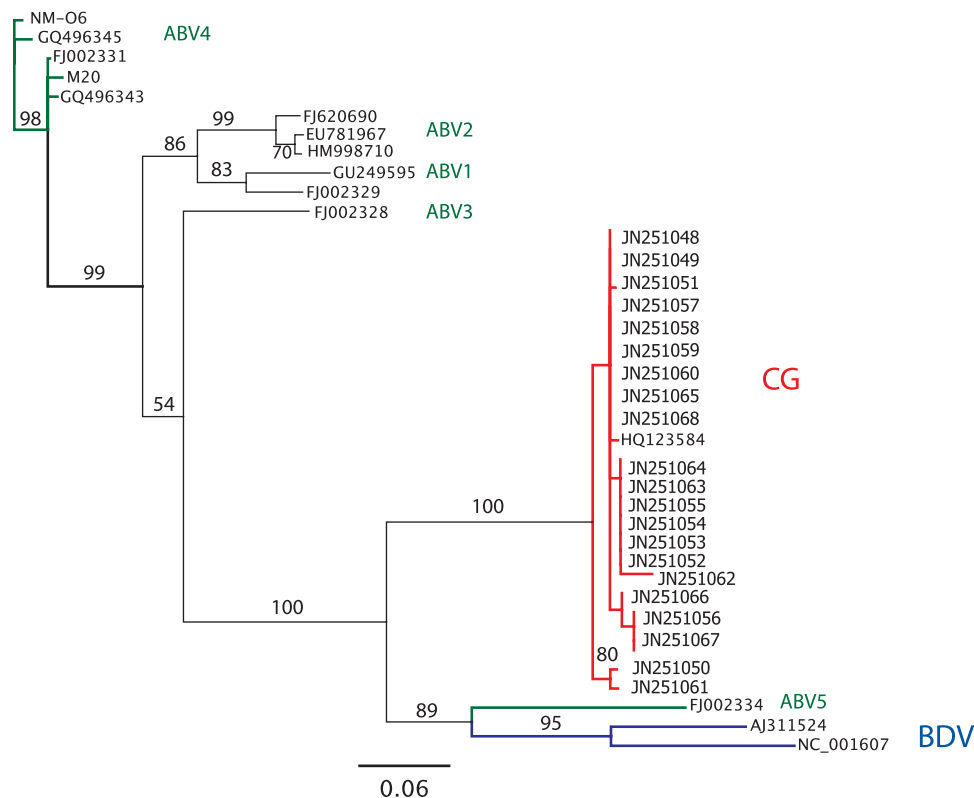 NM-O6
GQ496345
ABV4
FJ002331
M20
GQ496343
98
99
FJ620690
EU781967
ABV2
86
70
HM998710
83
GU249595
ABV1
FJ002329
FJ002328
ABV3
JN251048
JN251049
99
JN251051
JN251057
JN251058
JN251059
JN251060
CG
JN251065
54
JN251068
HQ123584
JN251064
JN251063
100
JN251055
JN251054
JN251053
JN251052
JN251062
JN251066
100
JN251056
JN251067
80
JN251050
JN251061
89
FJ002334
ABV5
95
AJ311524
BDV
NC_001607
0.06